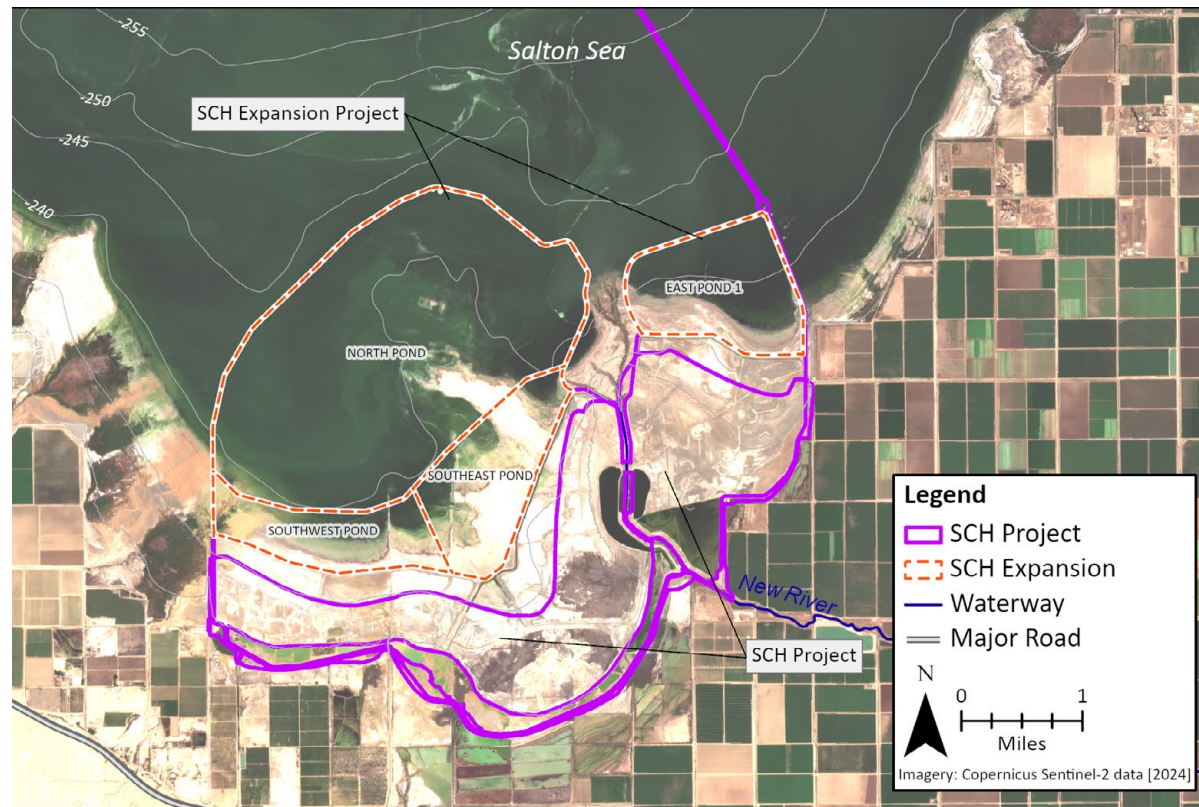 -255
Salton Sea
-250
SCH Expansion Project
-245
-240
EAST POND 1
NORTH POND
SOUTHEAST POND
SOUTHWEST POND
New River
SCH Project
Legend
SCH Project
SCH Expansion
Waterway
Major Road
N
0 1
Miles
Imagery: Copernicus Sentinel-2 data [2024]